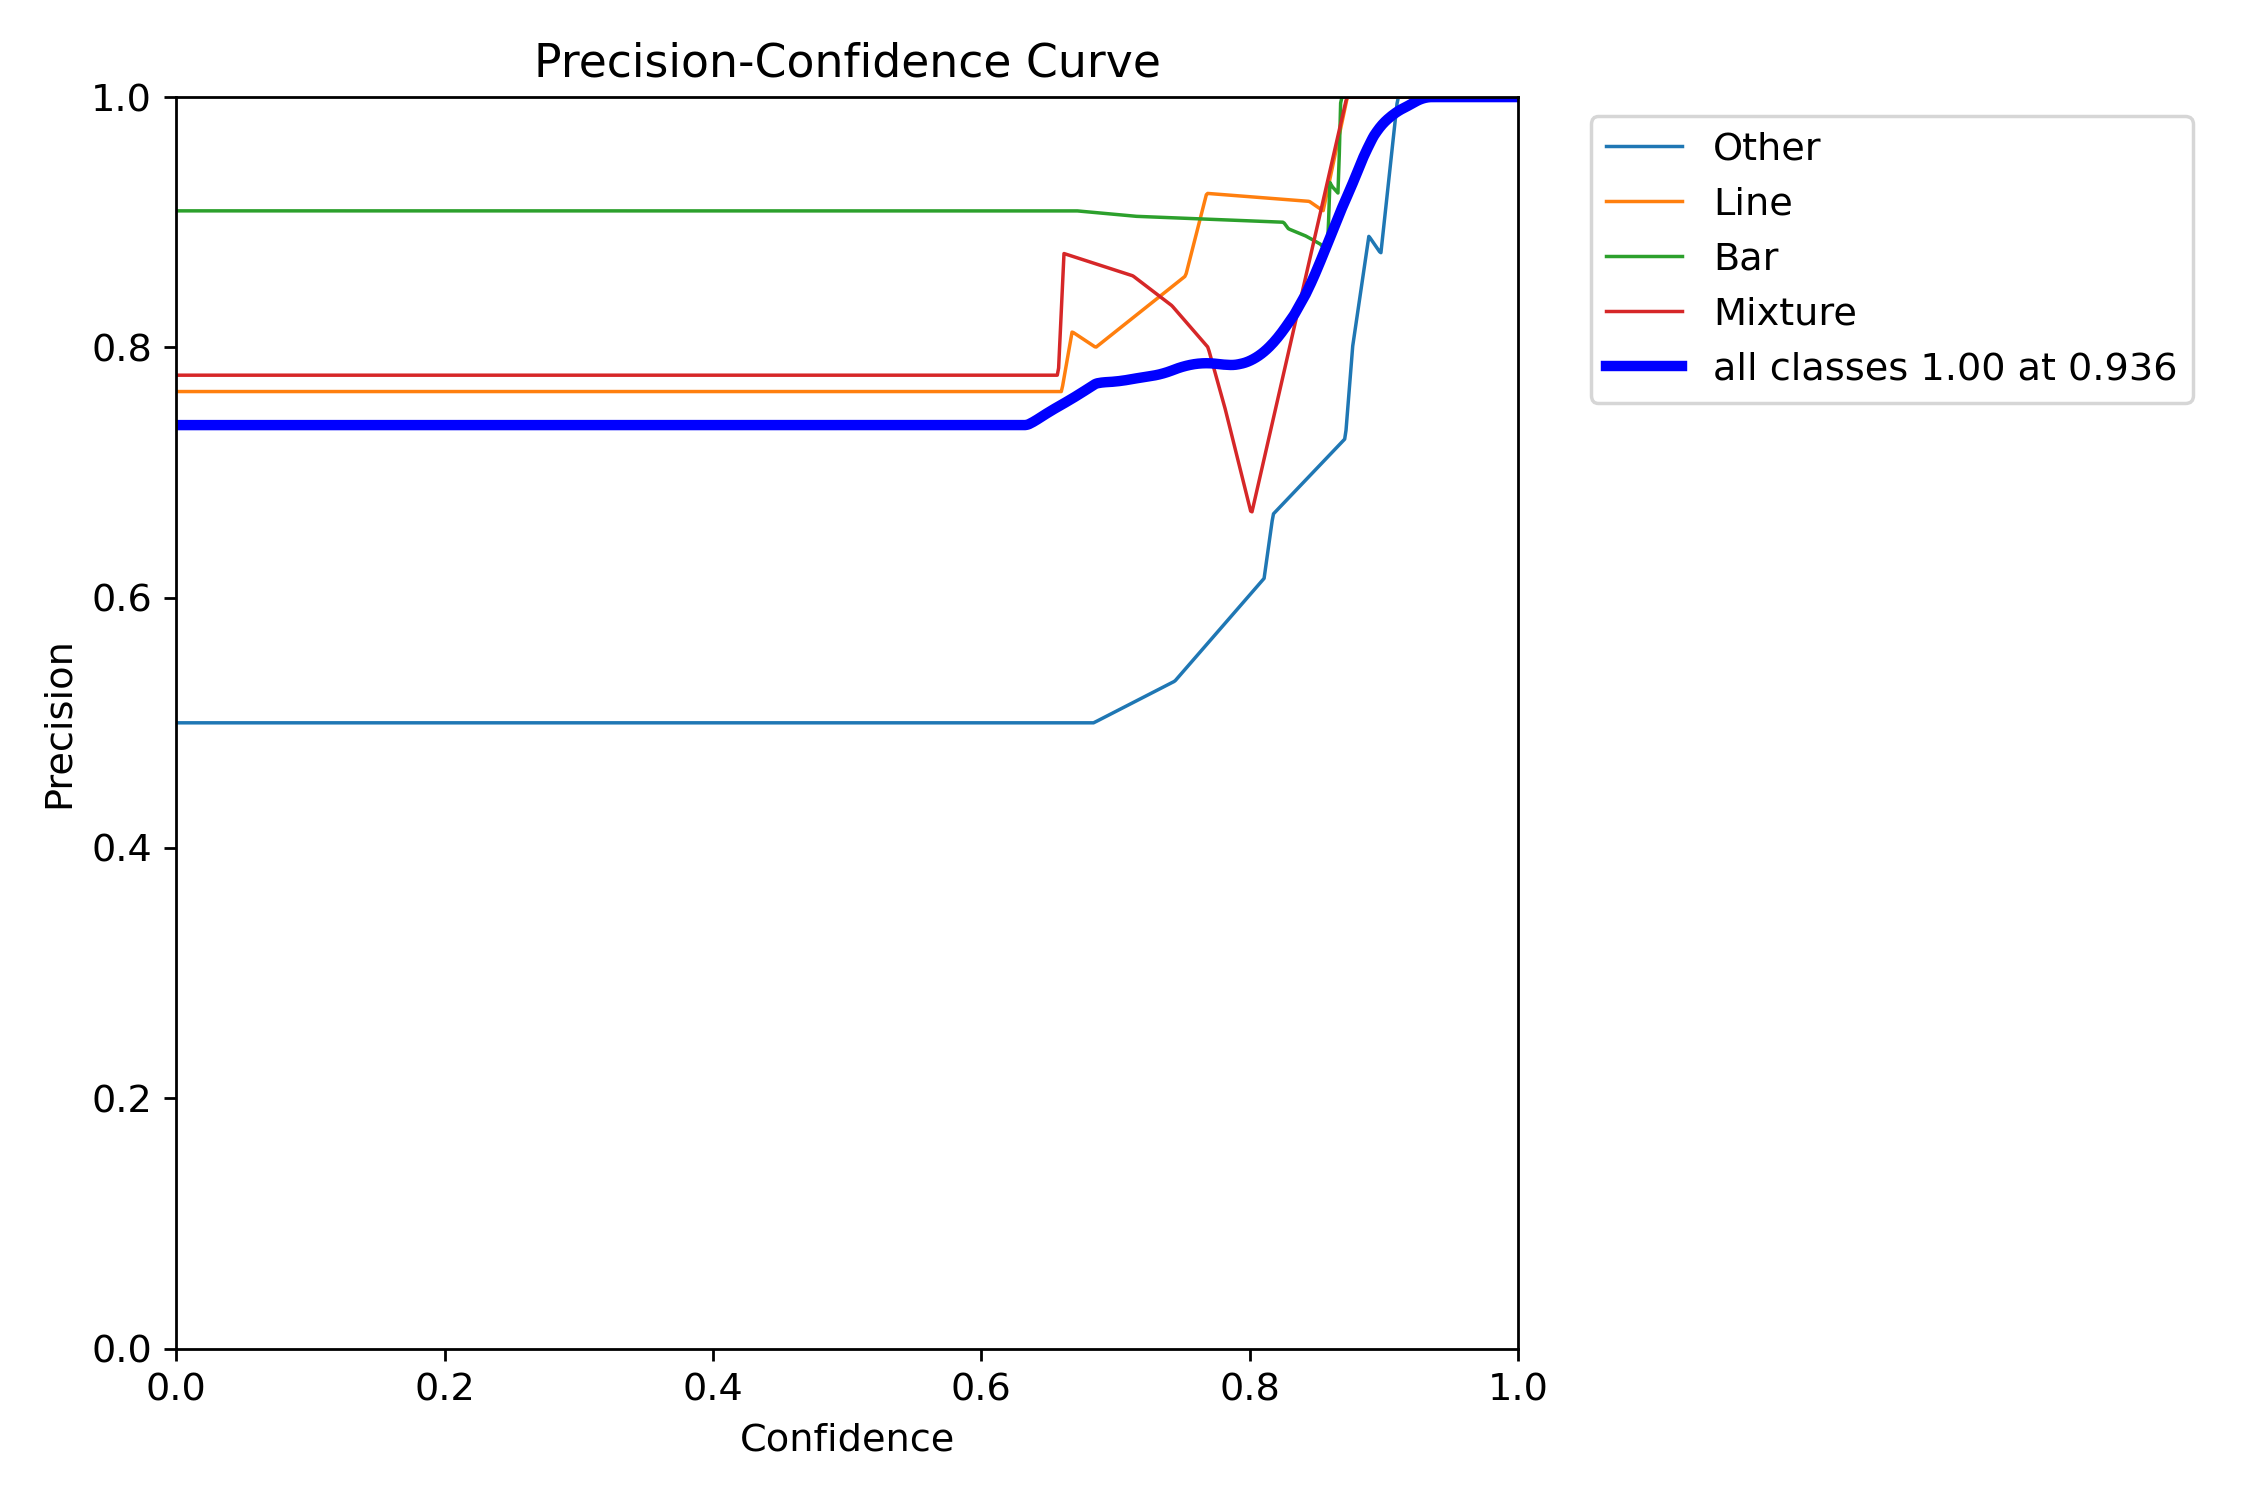 Precision-Confidence Curve
1.0
0.8
0.6
0.4
0.2
0.0
Precision
0.0 0.2 0.4 0.6 0.8 1.0
Confidence
Other
Line
Bar
Mixture
all classes 1.00 at 0.936